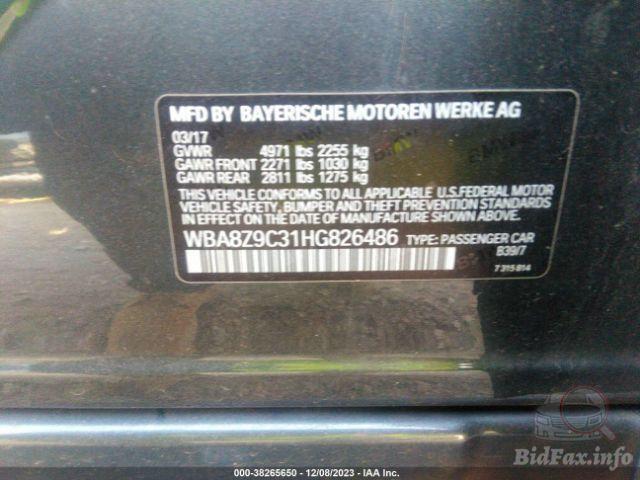 MFD BY BAYERISCHE MOTOREN WERKE AG
03/17
GVWR 4971 lbs 2255 kg
GAWR FRONT 2271 lbs 1030 kg
GAWR REAR 2811 lbs 1275 kg
THIS VEHICLE CONFORMS TO ALL APPLICABLE U.S.FEDERAL MOTOR
VEHICLE SAFETY, BUMPER AND THEFT PREVENTION STANDARDS
IN EFFECT ON THE DATE OF MANUFACTURE SHOWN ABOVE.
WBA8Z9C31HG826486 TYPE: PASSENGER CAR
B39/7
7 315 814
000-38265650 - 12/08/2023 - IAA Inc.
BidFax.info